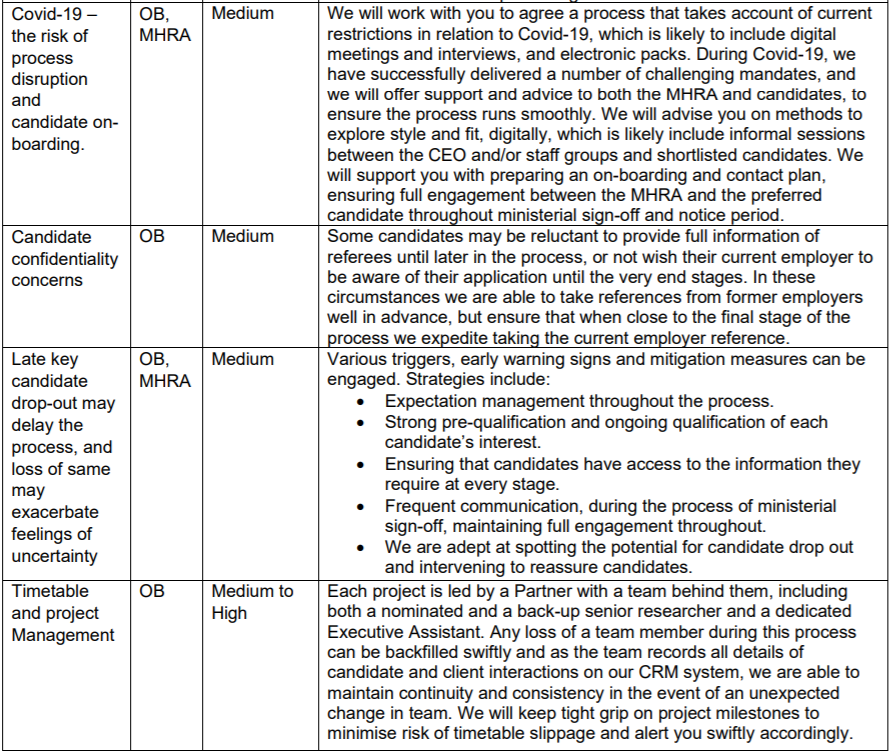 Covid-19 –
the risk of
process
disruption
and
candidate on-
boarding.
OB,
MHRA
Medium
We will work with you to agree a process that takes account of current
restrictions in relation to Covid-19, which is likely to include digital
meetings and interviews, and electronic packs. During Covid-19, we
have successfully delivered a number of challenging mandates, and
we will offer support and advice to both the MHRA and candidates, to
ensure the process runs smoothly. We will advise you on methods to
explore style and fit, digitally, which is likely include informal sessions
between the CEO and/or staff groups and shortlisted candidates. We
will support you with preparing an on-boarding and contact plan,
ensuring full engagement between the MHRA and the preferred
candidate throughout ministerial sign-off and notice period.
Candidate
confidentiality
concerns
OB
Medium
Some candidates may be reluctant to provide full information of
referees until later in the process, or not wish their current employer to
be aware of their application until the very end stages. In these
circumstances we are able to take references from former employers
well in advance, but ensure that when close to the final stage of the
process we expedite taking the current employer reference.
Late key
candidate
drop-out may
delay the
process, and
loss of same
may
exacerbate
feelings of
uncertainty
OB,
MHRA
Medium
Various triggers, early warning signs and mitigation measures can be
engaged. Strategies include:
• Expectation management throughout the process.
• Strong pre-qualification and ongoing qualification of each
candidate's interest.
• Ensuring that candidates have access to the information they
require at every stage.
• Frequent communication, during the process of ministerial
sign-off, maintaining full engagement throughout.
• We are adept at spotting the potential for candidate drop out
and intervening to reassure candidates.
Timetable
and project
Management
OB
Medium to
High
Each project is led by a Partner with a team behind them, including
both a nominated and a back-up senior researcher and a dedicated
Executive Assistant. Any loss of a team member during this process
can be backfilled swiftly and as the team records all details of
candidate and client interactions on our CRM system, we are able to
maintain continuity and consistency in the event of an unexpected
change in team. We will keep tight grip on project milestones to
minimise risk of timetable slippage and alert you swiftly accordingly.